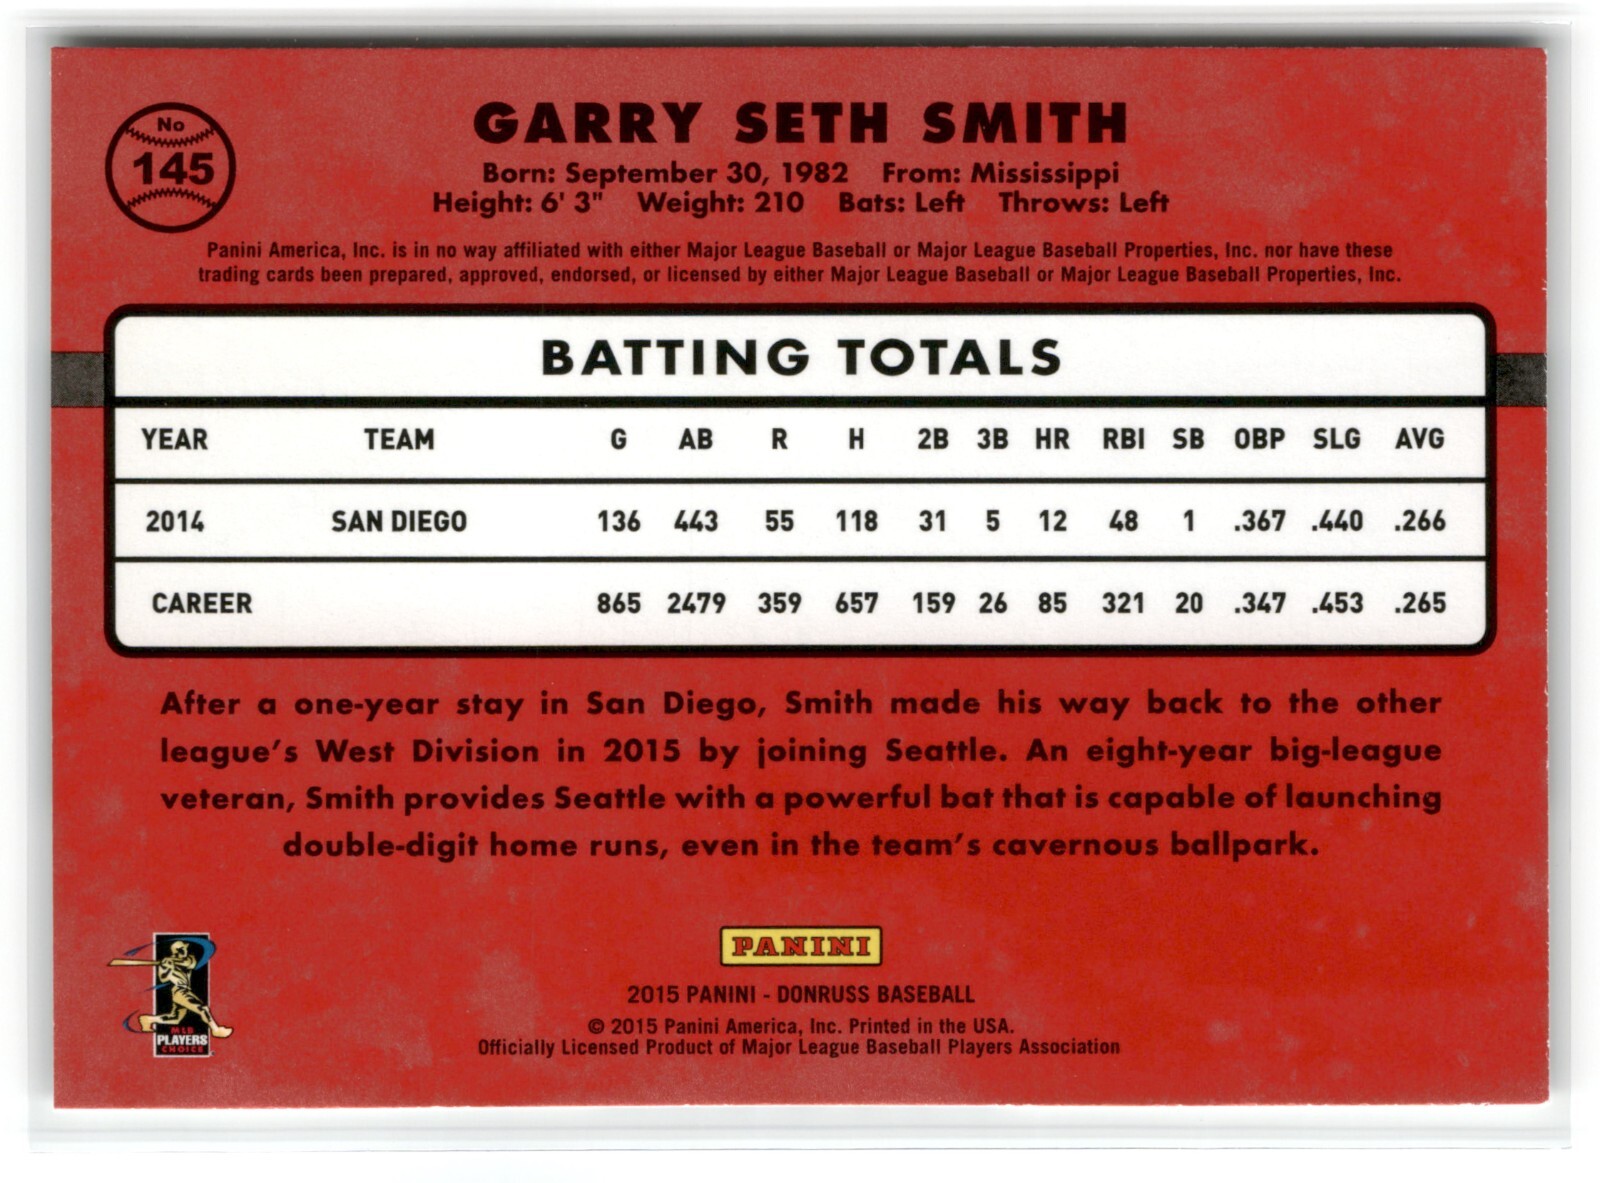 No
145
GARRY SETH SMITH
Born: September 30, 1982 From: Mississippi
Height: 6' 3" Weight: 210 Bats: Left Throws: Left
Panini America, Inc. is in no way affiliated with either Major League Baseball or Major League Baseball Properties, Inc. nor have these
trading cards been prepared, approved, endorsed, or licensed by either Major League Baseball or Major League Baseball Properties, Inc.
BATTING TOTALS
YEAR TEAM G AB R H 2B 3B HR RBI SB OBP SLG AVG
2014 SAN DIEGO 136 443 55 118 31 5 12 48 1 .367 .440 .266
CAREER 865 2479 359 657 159 26 85 321 20 .347 .453 .265
After a one-year stay in San Diego, Smith made his way back to the other
league's West Division in 2015 by joining Seattle. An eight-year big-league
veteran, Smith provides Seattle with a powerful bat that is capable of launching
double-digit home runs, even in the team's cavernous ballpark.
PANINI
2015 PANINI - DONRUSS BASEBALL
© 2015 Panini America, Inc. Printed in the USA.
Officially Licensed Product of Major League Baseball Players Association
MLB
PLAYERS
CHOICE